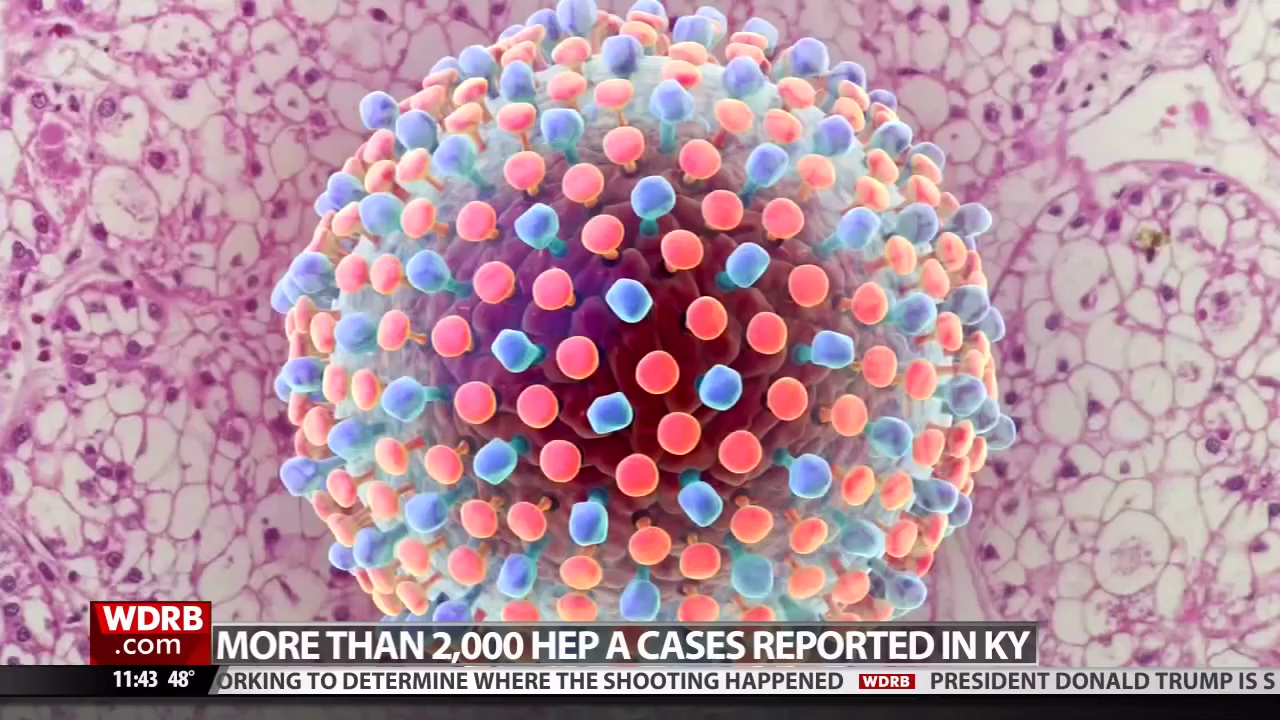 WDRB
.com
MORE THAN 2,000 HEP A CASES REPORTED IN KY
11:43 48°
ORKING TO DETERMINE WHERE THE SHOOTING HAPPENED WDRB PRESIDENT DONALD TRUMP IS S